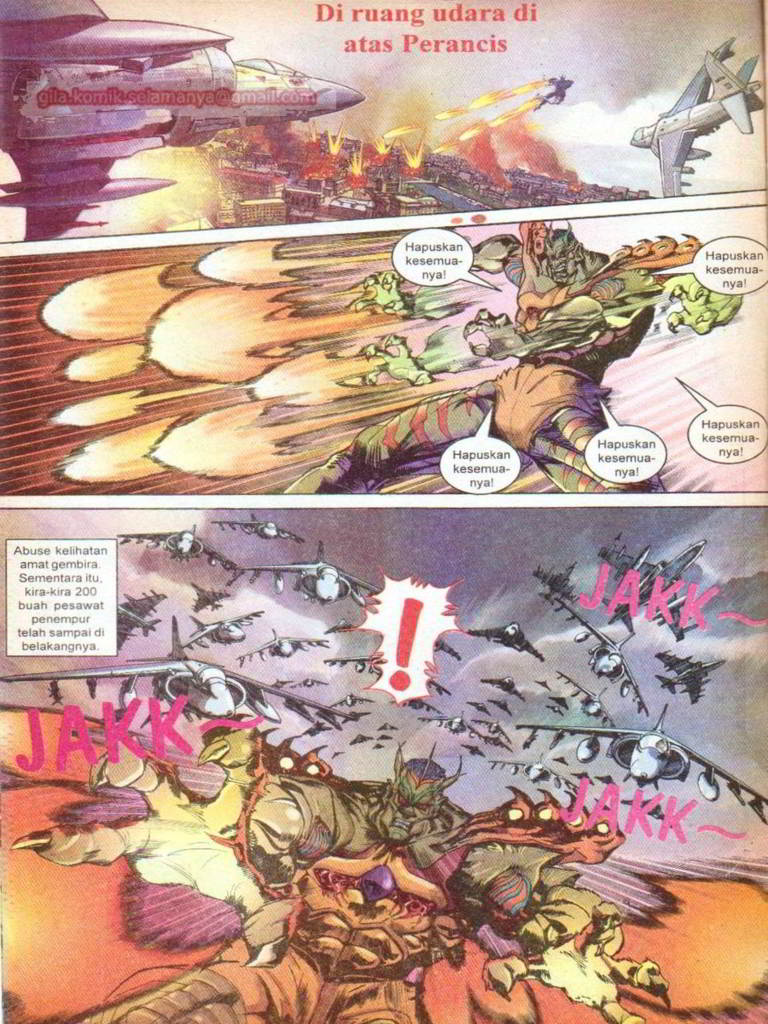 Di ruang udara di
atas Perancis
gila.komik.selamanya@gmail.com
Hapuskan
kesemua-
nya!
Hapuskan
kesemua-
nya!
Hapuskan
kesemua-
nya!
Hapuskan
kesemua-
nya!
Hapuskan
kesemua-
nya!
Abuse kelihatan
amat gembira.
Sementara itu,
kira-kira 200
buah pesawat
penempur
telah sampai di
belakangnya.
!
JAKK~
JAKK~
JAKK~